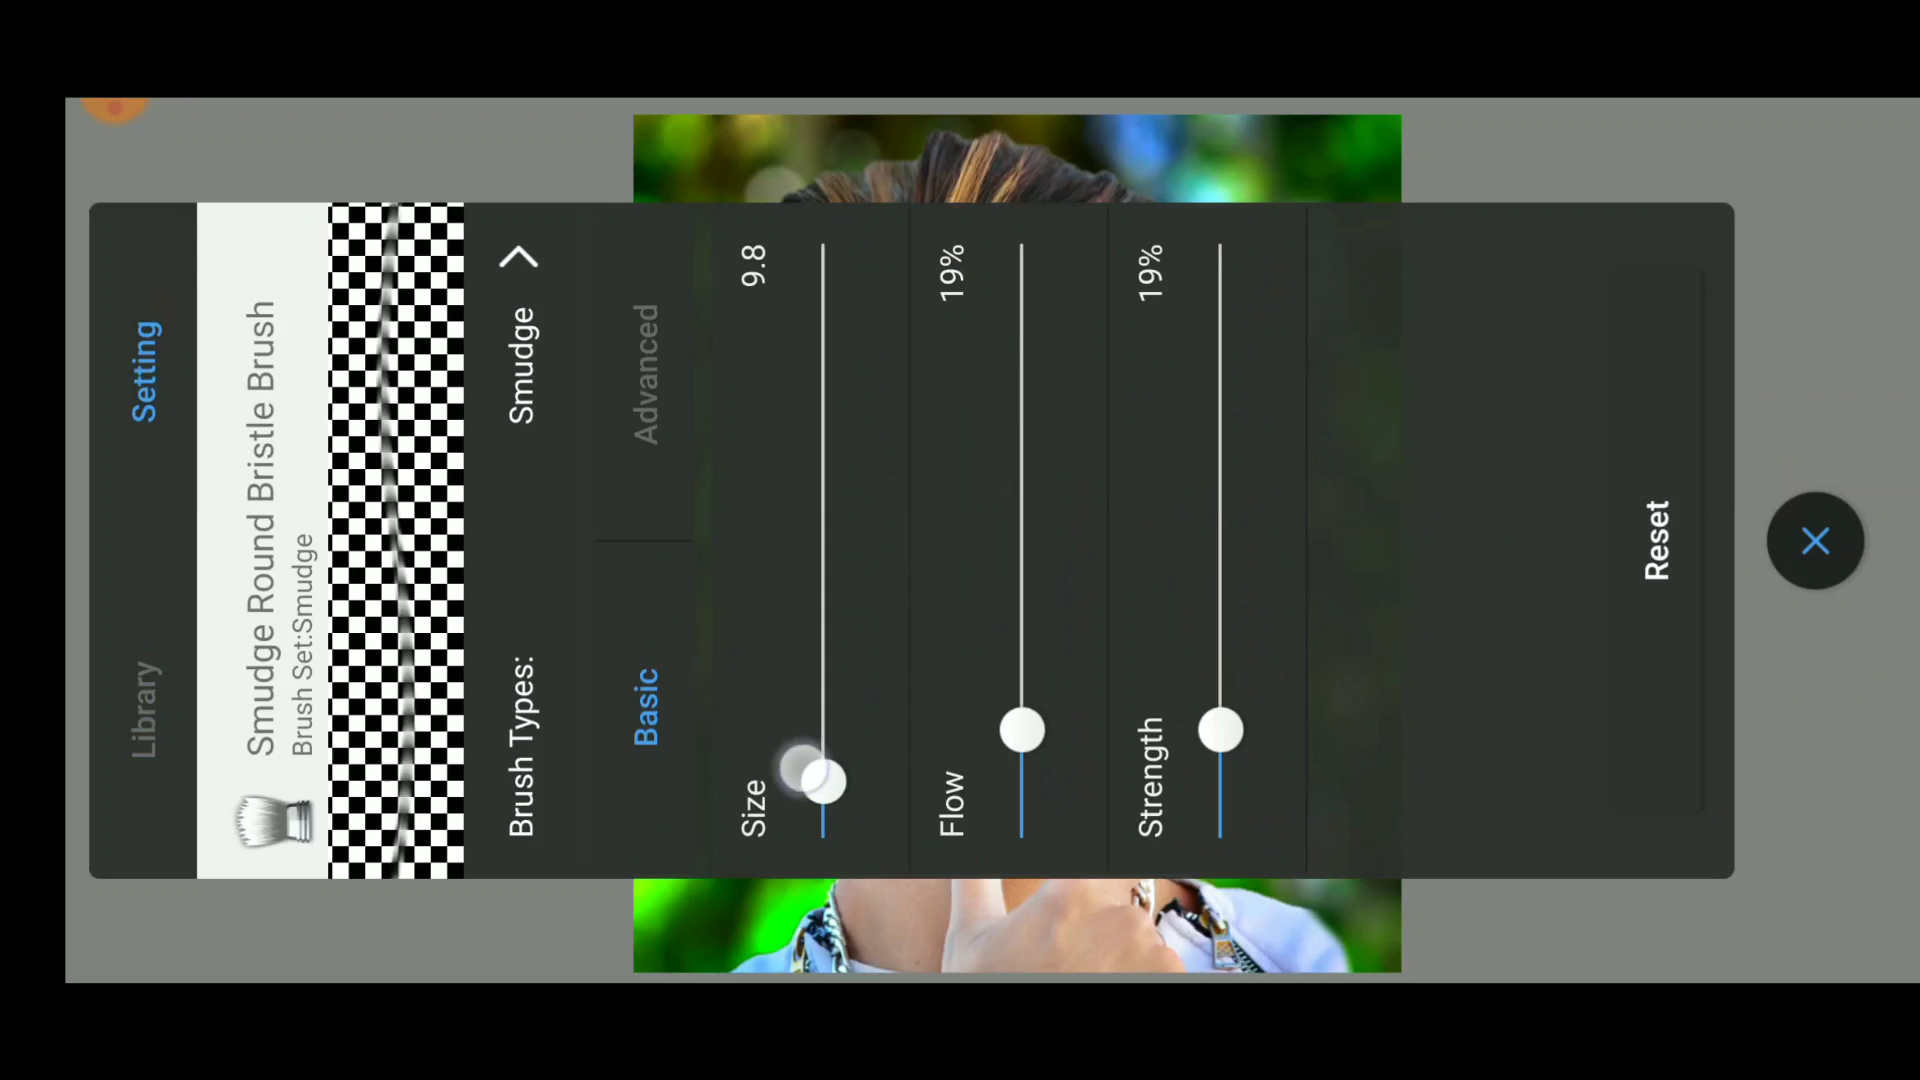 Library
Setting
Smudge Round Bristle Brush
Brush Set:Smudge
Brush Types:
Smudge
Basic
Advanced
Size
9.8
Flow
19%
Strength
19%
Reset